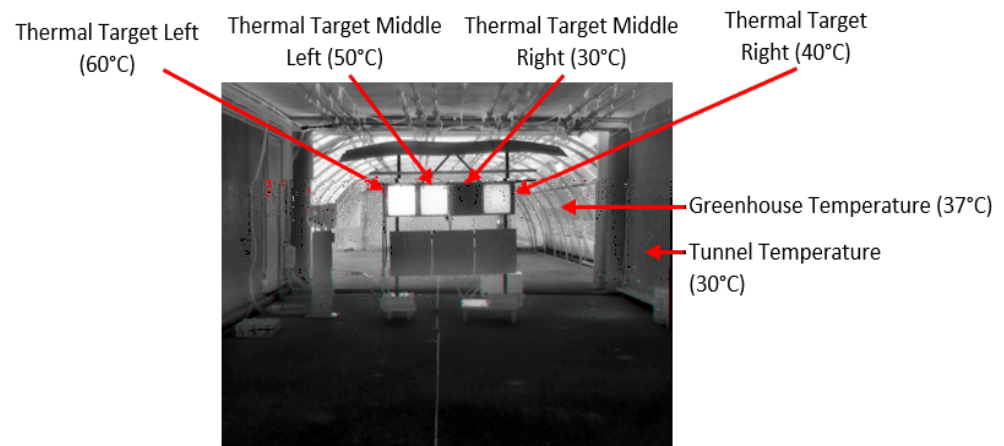 Thermal Target Left
(60°C)
Thermal Target Middle
Left (50°C)
Thermal Target Middle
Right (30°C)
Thermal Target
Right (40°C)
Greenhouse Temperature (37°C)
Tunnel Temperature
(30°C)